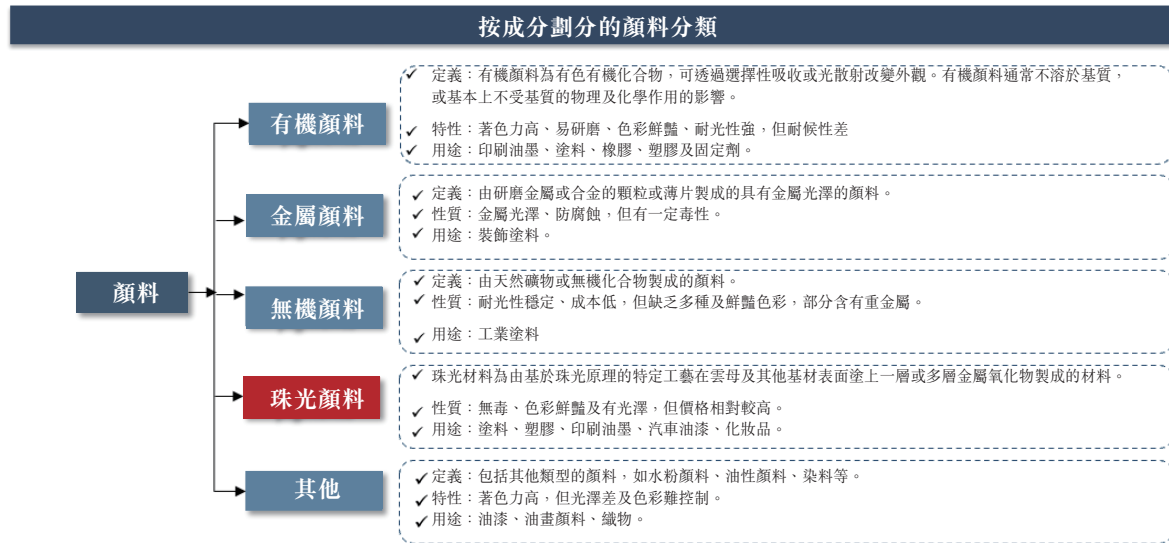 按成分劃分的顏料分類
顏料
有機顏料
定義：有機顏料為有色有機化合物，可透過選擇性吸收或光散射改變外觀。有機顏料通常不溶於基質，
或基本上不受基質的物理及化學作用的影響。
特性：著色力高、易研磨、色彩鮮豔、耐光性強，但耐候性差
用途：印刷油墨、塗料、橡膠、塑膠及固定劑。
金屬顏料
定義：由研磨金屬或合金的顆粒或薄片製成的具有金屬光澤的顏料。
性質：金屬光澤、防腐蝕，但有一定毒性。
用途：裝飾塗料。
無機顏料
定義：由天然礦物或無機化合物製成的顏料。
性質：耐光性穩定、成本低，但缺乏多種及鮮豔色彩，部分含有重金屬。
用途：工業塗料
珠光顏料
珠光材料為由基於珠光原理的特定工藝在雲母及其他基材表面塗上一層或多層金屬氧化物製成的材料。
性質：無毒、色彩鮮豔及有光澤，但價格相對較高。
用途：塗料、塑膠、印刷油墨、汽車油漆、化妝品。
其他
定義：包括其他類型的顏料，如水粉顏料、油性顏料、染料等。
特性：著色力高，但光澤差及色彩難控制。
用途：油漆、油畫顏料、織物。